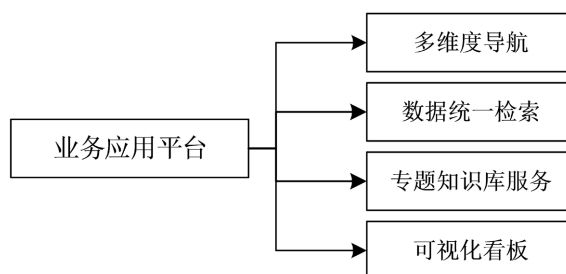 多维度导航
数据统一检索
业务应用平台
专题知识库服务
可视化看板